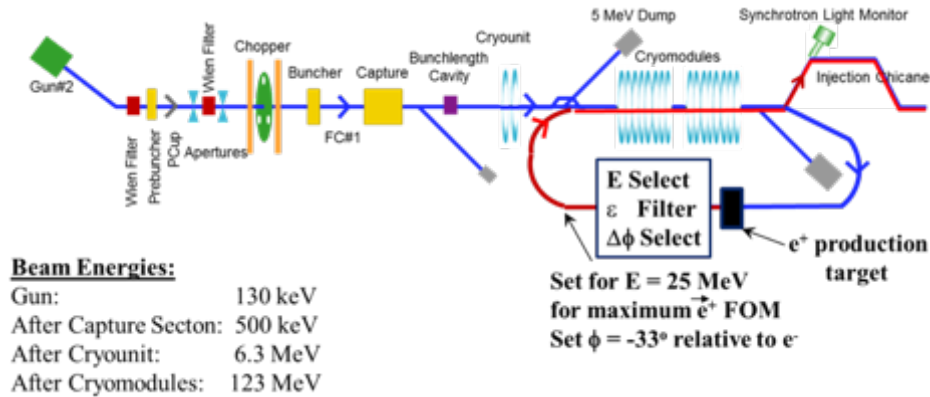 5 MeV Dump
Synchrotron Light Monitor
Cryounit
Cryomodules
Wien Filter
Chopper
Bunchlength
Cavity
Buncher
Capture
Injection Chicane
Gun#2
Wien Filter
Prebuncher
PCup
Apertures
FC#1
E Select
ε Filter
Δϕ Select
e⁺ production
target
Set for E = 25 MeV
for maximum e⃗⁺ FOM
Set ϕ = -33° relative to e⁻
Beam Energies:
Gun: 130 keV
After Capture Secton: 500 keV
After Cryounit: 6.3 MeV
After Cryomodules: 123 MeV